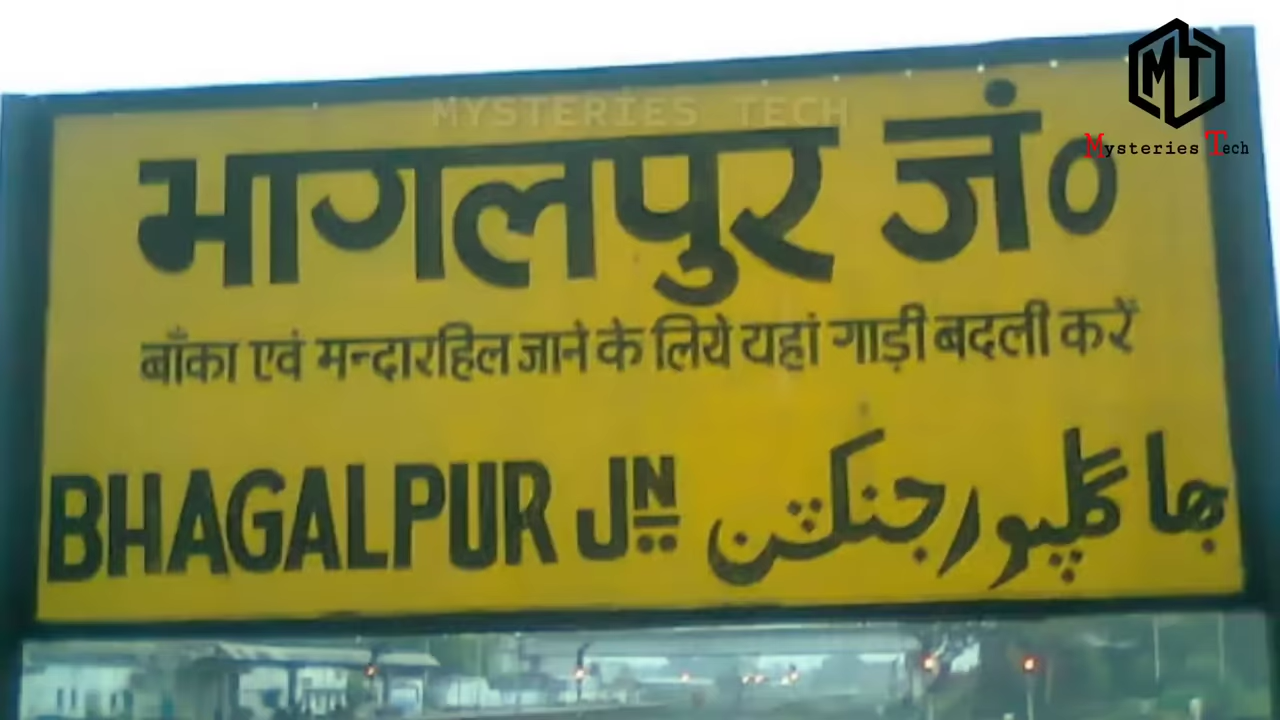 MYSTERIES TECH
MT
Mysteries Tech
भागलपुर जं०
बाँका एवं मन्दारहिल जाने के लिये यहां गाड़ी बदली करें
BHAGALPUR JN بھاگلپور جنکشن